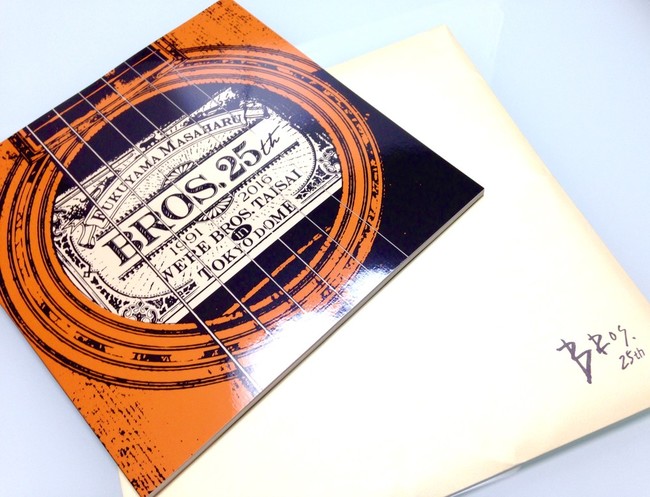 FUKUYAMA MASAHARU
BROS. 25th
1991 2016
WE'RE BROS. TAISAI
IN
TOKYO DOME
BROS.
25th